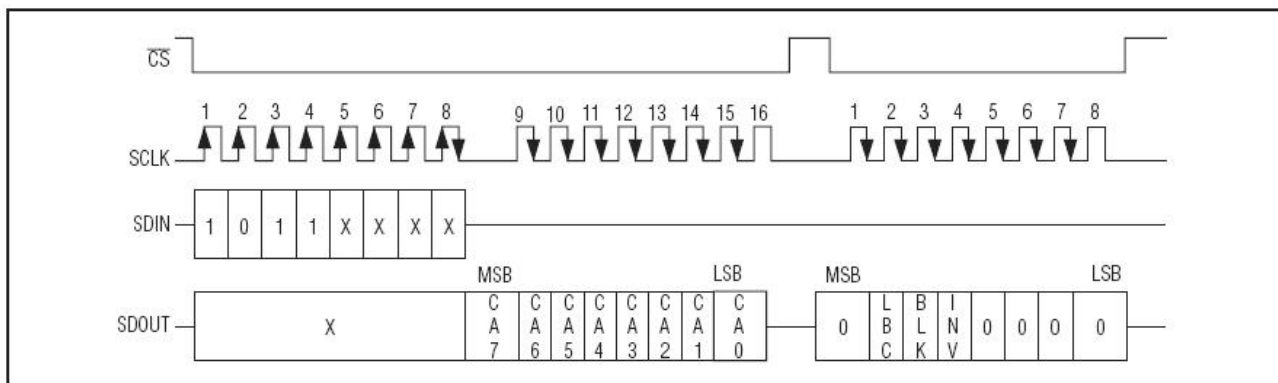 CS
1 2 3 4 5 6 7 8 9 10 11 12 13 14 15 16 1 2 3 4 5 6 7 8
SCLK
SDIN 1 0 1 1 X X X X
MSB LSB MSB LSB
SDOUT X CA7 CA6 CA5 CA4 CA3 CA2 CA1 CA0 0 LBC BLK INV 0 0 0 0